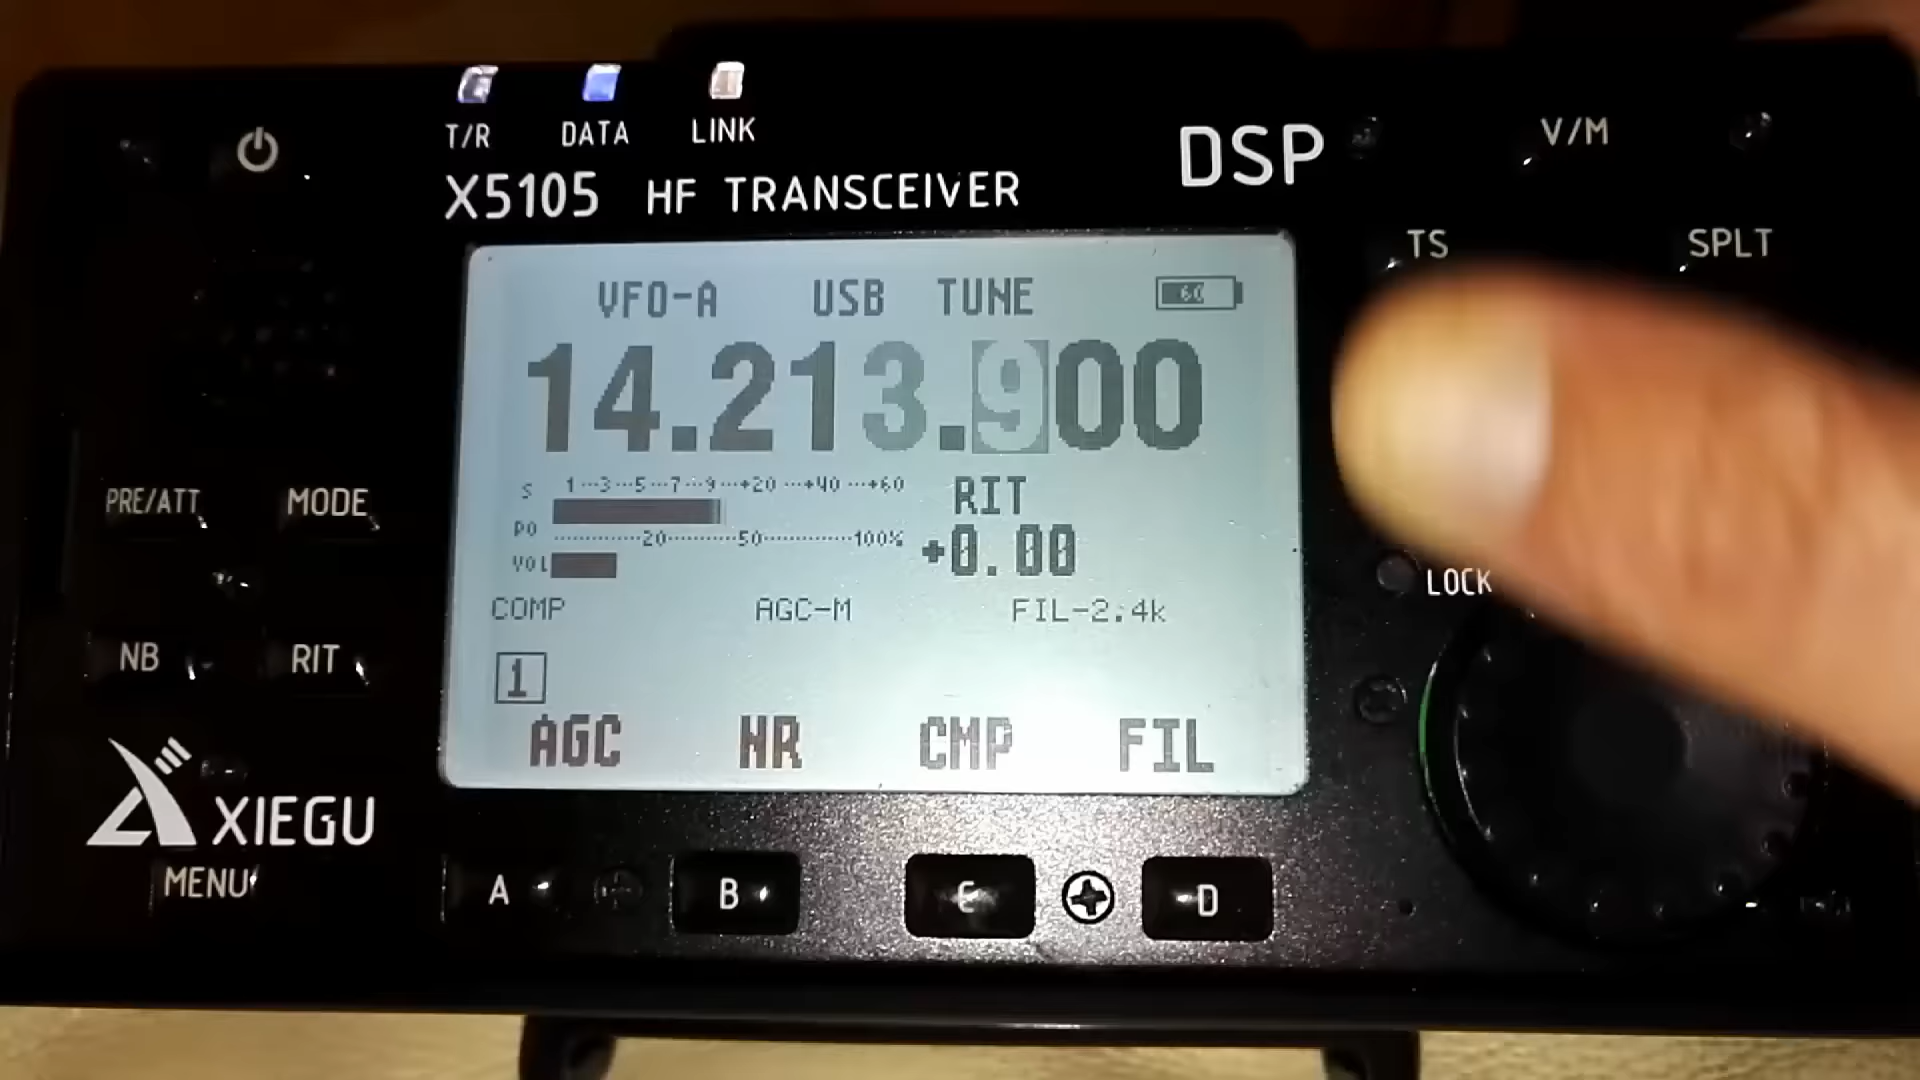 T/R DATA LINK
X5105 HF TRANSCEIVER DSP V/M
TS SPLT
VFO-A USB TUNE 60
14.213.900
S 1 3 5 7 9 +20 +40 +60
PO 20 50 100%
VOL
RIT
+0.00
COMP AGC-M FIL-2.4k
1
AGC NR CMP FIL
PRE/ATT MODE
NB RIT
LOCK
XIEGU
MENU
A B C D